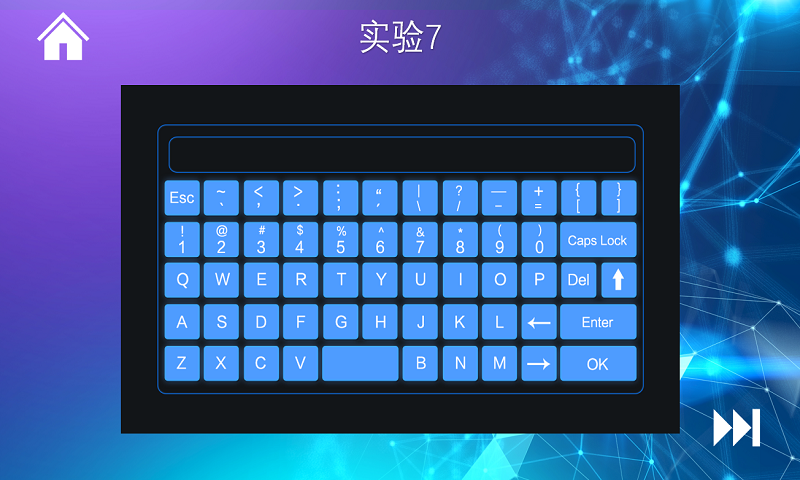 实验7
Esc ~ ` < , > . : ; “ ‘ | \ ? / — – + = { [ } ]
! 1 @ 2 # 3 $ 4 % 5 ^ 6 & 7 * 8 ( 9 ) 0 Caps Lock
Q W E R T Y U I O P Del ⬆
A S D F G H J K L ← Enter
Z X C V B N M → OK